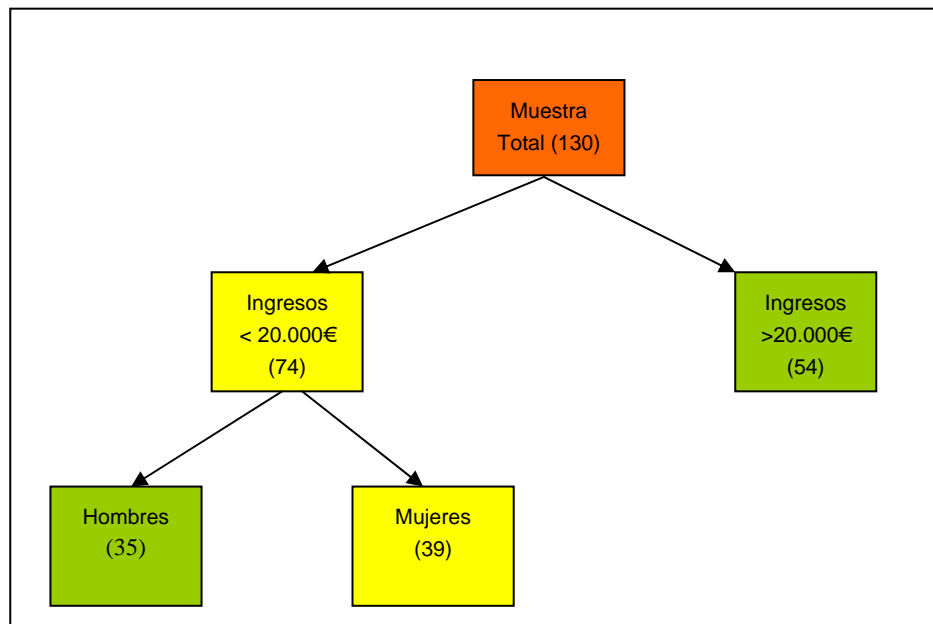 Muestra
Total (130)
Ingresos
< 20.000€
(74)
Ingresos
>20.000€
(54)
Hombres
(35)
Mujeres
(39)